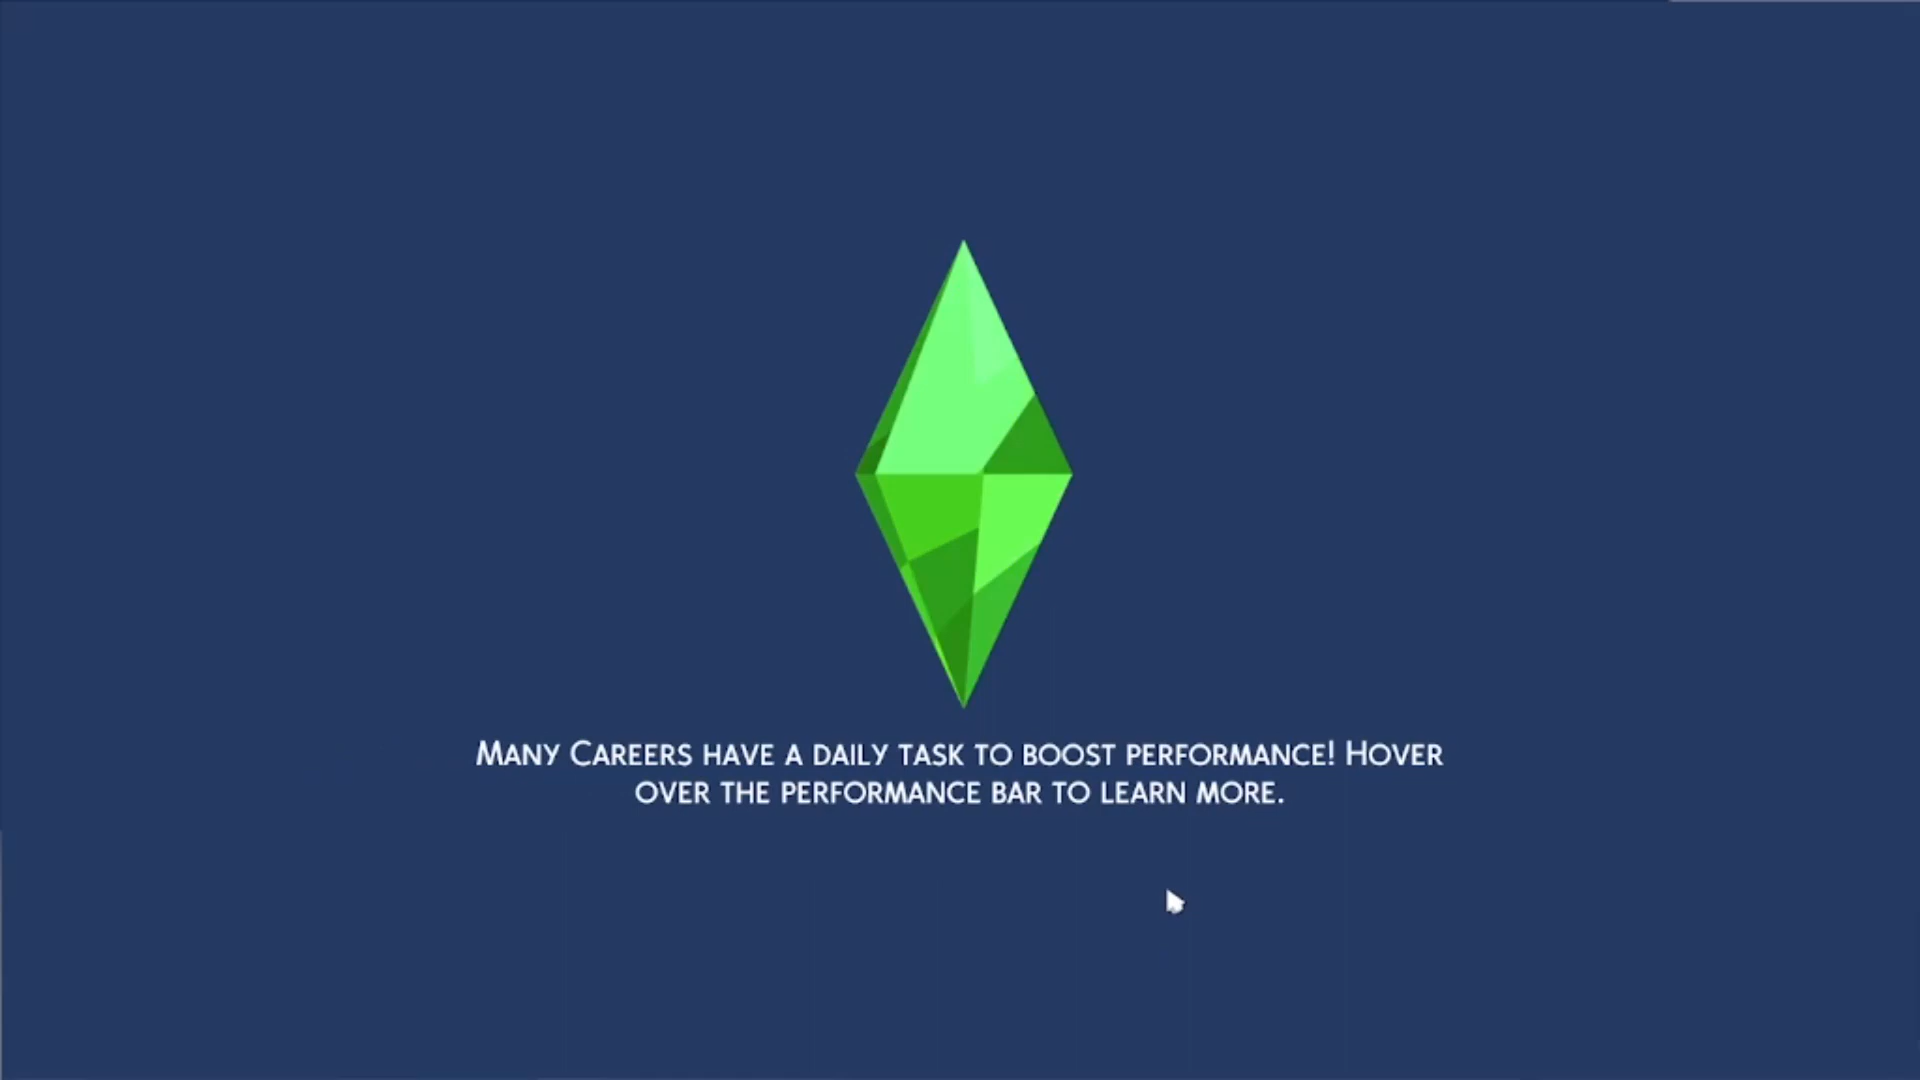 Many Careers have a daily task to boost performance! Hover
over the performance bar to learn more.